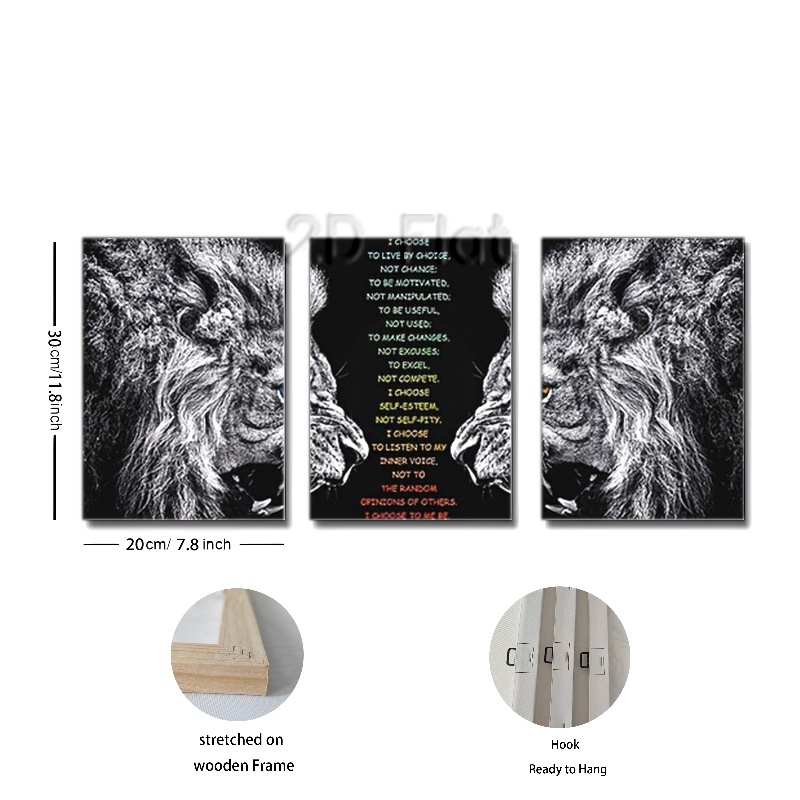 2.D Flat
I CHOOSE
TO LIVE BY CHOICE,
NOT CHANCE;
TO BE MOTIVATED,
NOT MANIPULATED;
TO BE USEFUL,
NOT USED;
TO MAKE CHANGES,
NOT EXCUSES;
TO EXCEL,
NOT COMPETE.
I CHOOSE
SELF-ESTEEM,
NOT SELF-PITY.
I CHOOSE
TO LISTEN TO MY
INNER VOICE,
NOT TO
THE RANDOM
OPINIONS OF OTHERS.
I CHOOSE TO ME BE.
30cm/11.8inch
20cm/ 7.8 inch
stretched on
wooden Frame
Hook
Ready to Hang